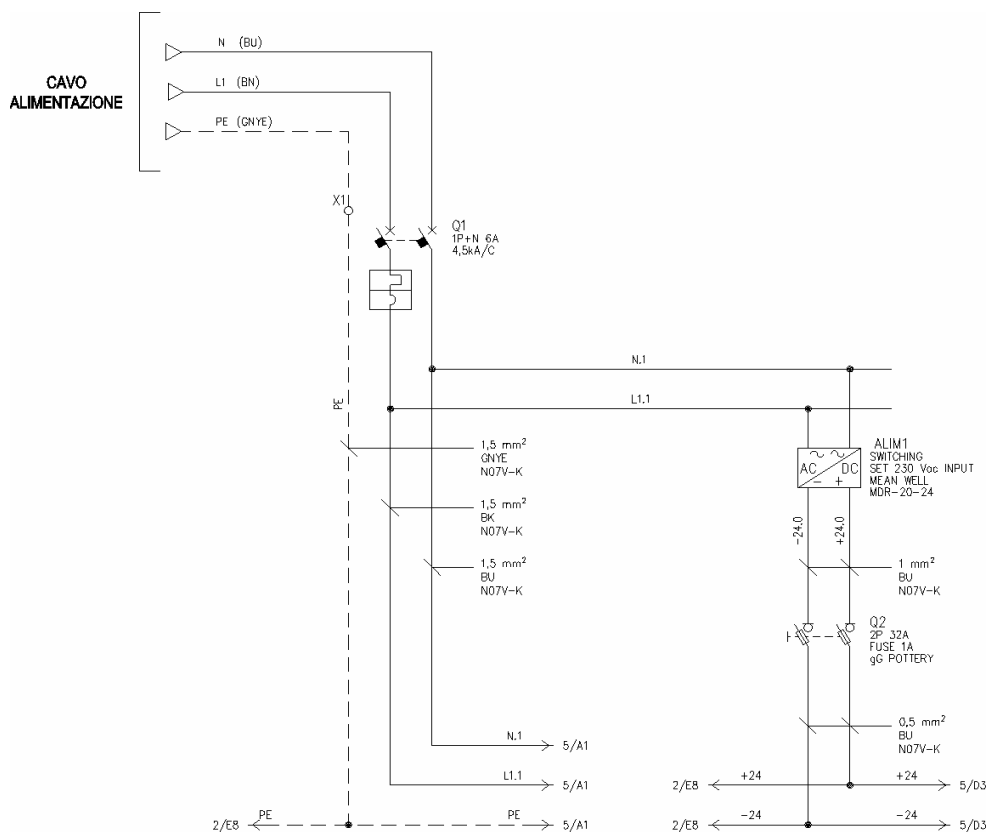 N (BU)
CAVO
ALIMENTAZIONE
L1 (BN)
PE (GNYE)
X1
Q1
1P+N 6A
4,5kA/C
N.1
L1.1
PE
1,5 mm²
GNYE
N07V-K
1,5 mm²
BK
N07V-K
1,5 mm²
BU
N07V-K
ALIM1
SWITCHING
SET 230 Vac INPUT
MEAN WELL
MDR-20-24
AC
DC
- +
-24.0
+24.0
1 mm²
BU
N07V-K
Q2
2P 32A
FUSE 1A
gG POTTERY
0,5 mm²
BU
N07V-K
N.1 5/A1
L1.1 5/A1
2/E8 PE PE 5/A1
2/E8 +24 +24 5/D3
2/E8 -24 -24 5/D3